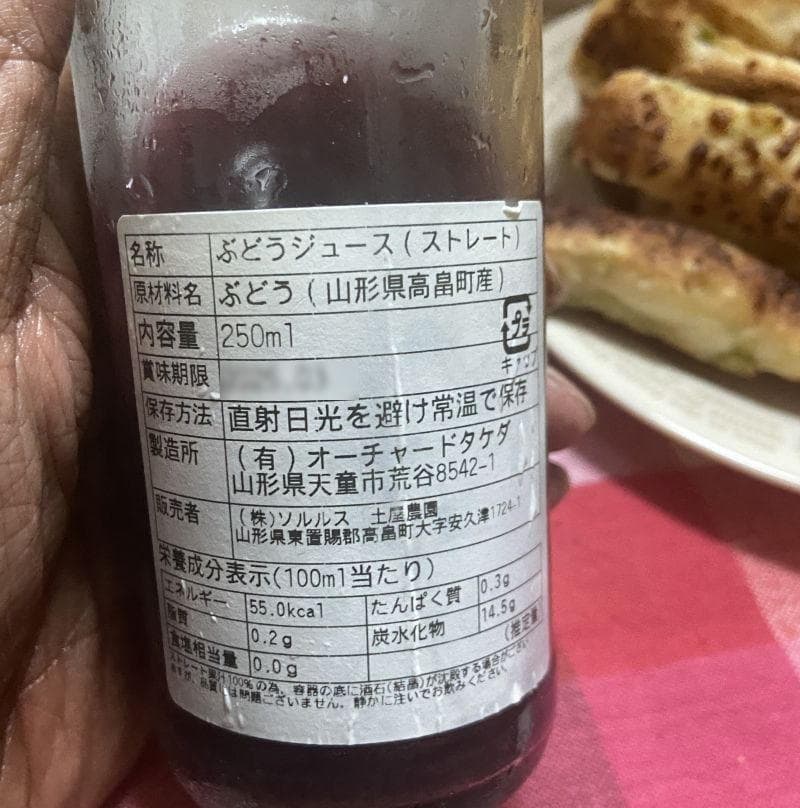 名称 ぶどうジュース(ストレート)
原材料名 ぶどう(山形県高畠町産)
内容量 250ml
プラ
キャップ
賞味期限
保存方法 直射日光を避け常温で保存
製造所 (有)オーチャードタケダ
山形県天童市荒谷8542-1
販売者 (株)ソルルス 土屋農園
山形県東置賜郡高畠町大字安久津1724-1
栄養成分表示(100ml当たり)
エネルギー 55.0kcal たんぱく質 0.3g
脂質 0.2g 炭水化物 14.5g
食塩相当量 0.0g (推定値)
ストレート果汁100%の為、容器の底に酒石(結晶)が沈殿する場合がござい
ますが、品質には問題ございません。静かに注いでお飲みください。